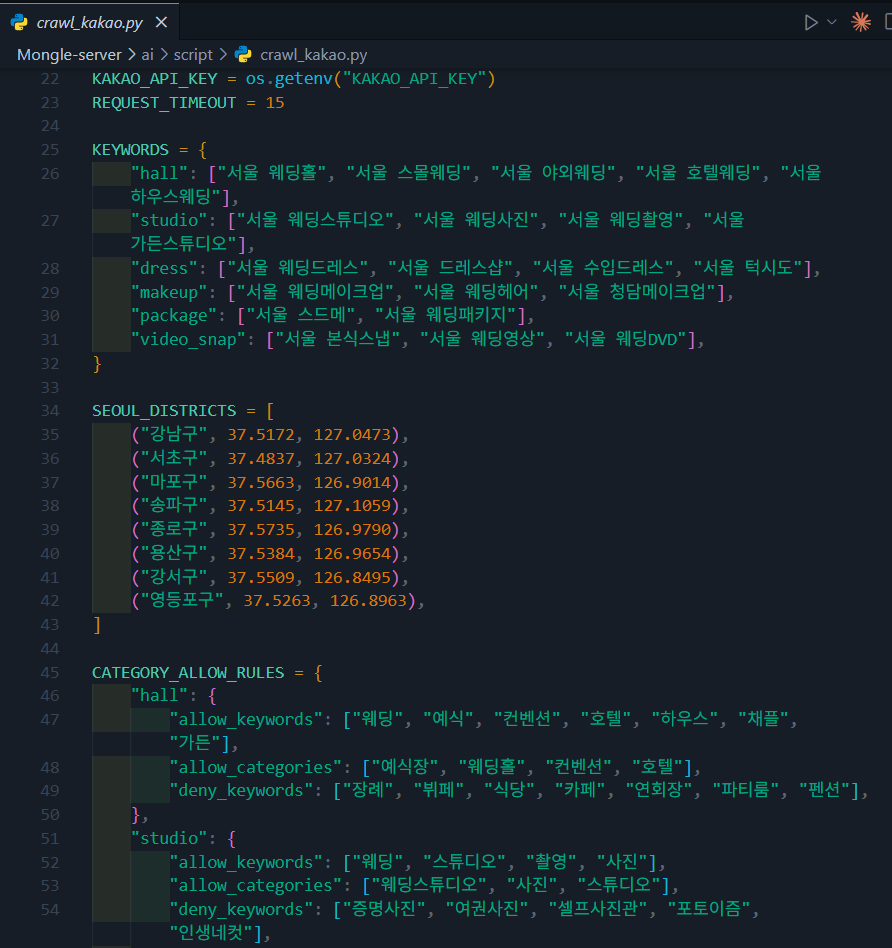 crawl_kakao.py
Mongle-server > ai > script > crawl_kakao.py
22 KAKAO_API_KEY = os.getenv("KAKAO_API_KEY")
23 REQUEST_TIMEOUT = 15
24
25 KEYWORDS = {
26 "hall": ["서울 웨딩홀", "서울 스몰웨딩", "서울 야외웨딩", "서울 호텔웨딩", "서울
하우스웨딩"],
27 "studio": ["서울 웨딩스튜디오", "서울 웨딩사진", "서울 웨딩촬영", "서울
가든스튜디오"],
28 "dress": ["서울 웨딩드레스", "서울 드레스샵", "서울 수입드레스", "서울 턱시도"],
29 "makeup": ["서울 웨딩메이크업", "서울 웨딩헤어", "서울 청담메이크업"],
30 "package": ["서울 스드메", "서울 웨딩패키지"],
31 "video_snap": ["서울 본식스냅", "서울 웨딩영상", "서울 웨딩DVD"],
32 }
33
34 SEOUL_DISTRICTS = [
35 ("강남구", 37.5172, 127.0473),
36 ("서초구", 37.4837, 127.0324),
37 ("마포구", 37.5663, 126.9014),
38 ("송파구", 37.5145, 127.1059),
39 ("종로구", 37.5735, 126.9790),
40 ("용산구", 37.5384, 126.9654),
41 ("강서구", 37.5509, 126.8495),
42 ("영등포구", 37.5263, 126.8963),
43 ]
44
45 CATEGORY_ALLOW_RULES = {
46 "hall": {
47 "allow_keywords": ["웨딩", "예식", "컨벤션", "호텔", "하우스", "채플",
"가든"],
48 "allow_categories": ["예식장", "웨딩홀", "컨벤션", "호텔"],
49 "deny_keywords": ["장례", "뷔페", "식당", "카페", "연회장", "파티룸", "펜션"],
50 },
51 "studio": {
52 "allow_keywords": ["웨딩", "스튜디오", "촬영", "사진"],
53 "allow_categories": ["웨딩스튜디오", "사진", "스튜디오"],
54 "deny_keywords": ["증명사진", "여권사진", "셀프사진관", "포토이즘",
"인생네컷"],